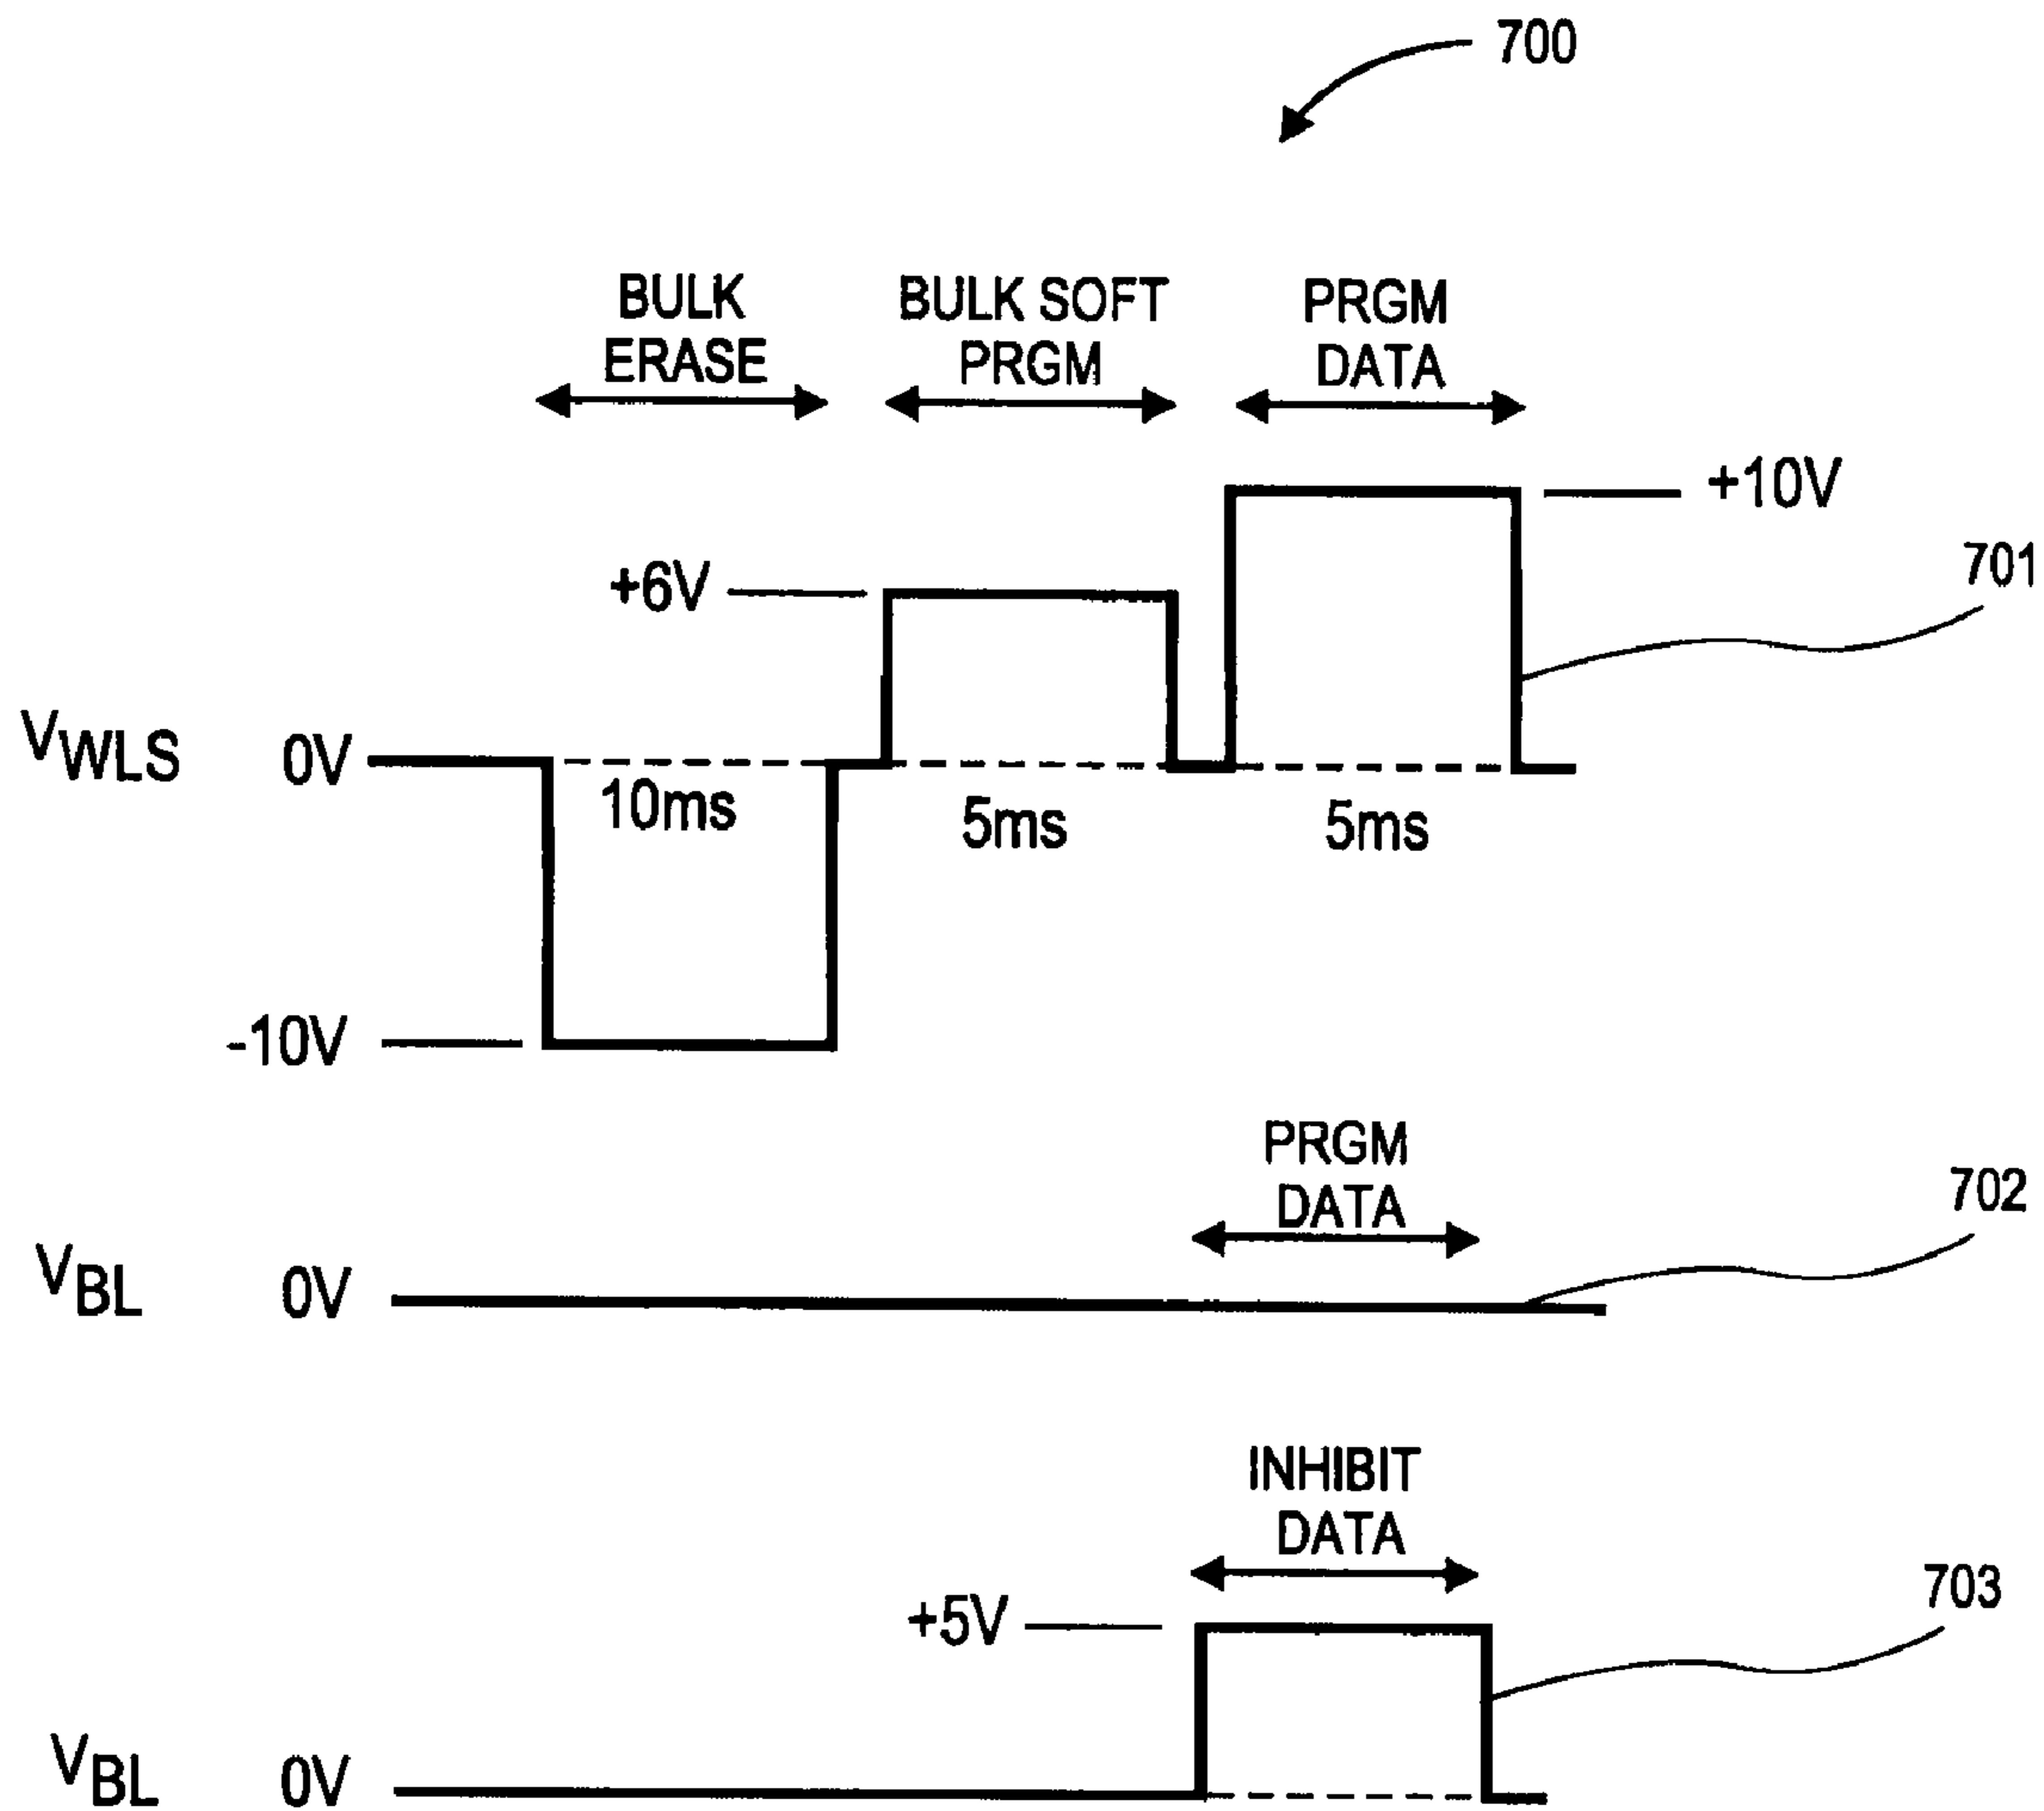 700
BULK
ERASE
BULK SOFT
PRGM
PRGM
DATA
+10V
+6V
701
VWLS 0V
10ms
5ms
5ms
-10V
PRGM
DATA
702
VBL 0V
INHIBIT
DATA
703
+5V
VBL 0V